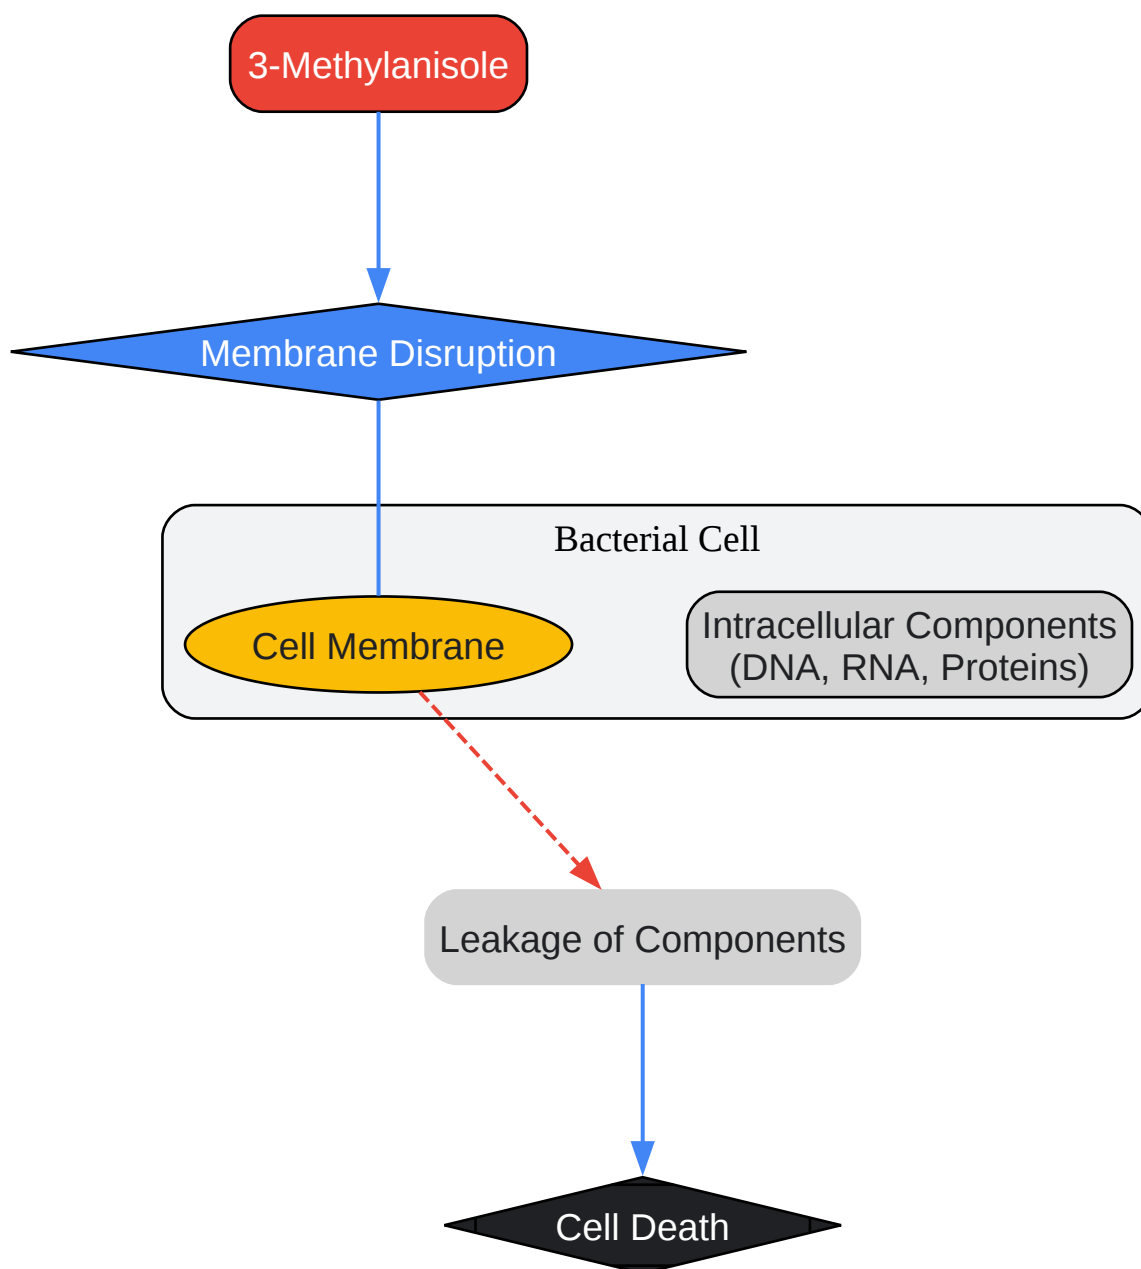 3-Methylanisole
Membrane Disruption
Bacterial Cell
Cell Membrane
Intracellular Components
(DNA, RNA, Proteins)
Leakage of Components
Cell Death